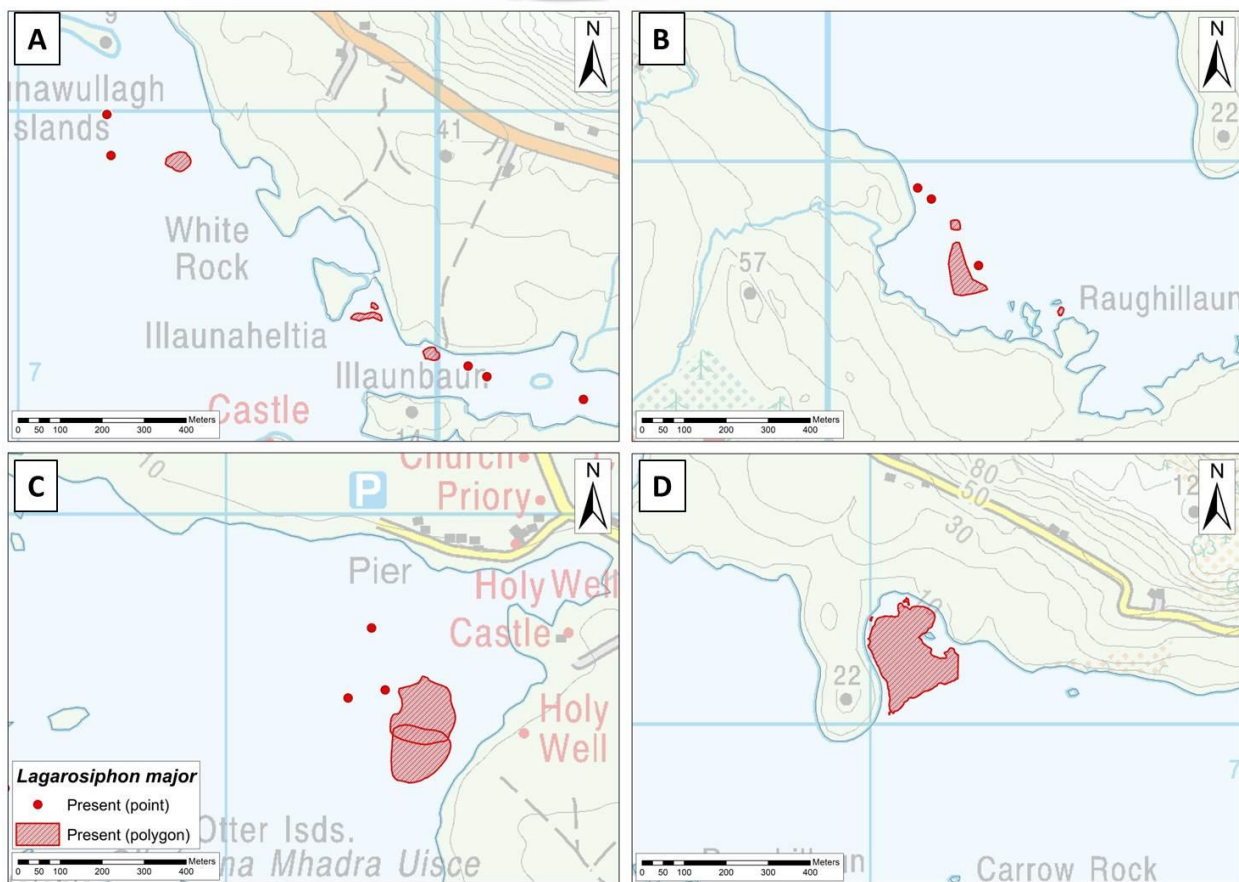 A
N
9
unawullagh
slands
41
White
Rock
Illaunaheltia
Illaunbaun
7
Castle
14
0 50 100 200 300 400 Meters
B
N
22
57
Raughillaun
0 50 100 200 300 400 Meters
C
N
10
P
Church
Priory
Pier
Holy Well
Castle
Holy
Well
Lagarosiphon major
Present (point)
Present (polygon)
Otter Isds.
na Mhadra Uisce
0 50 100 200 300 400 Meters
D
N
80
50
30
12
10
22
7
Carrow Rock
0 50 100 200 300 400 Meters